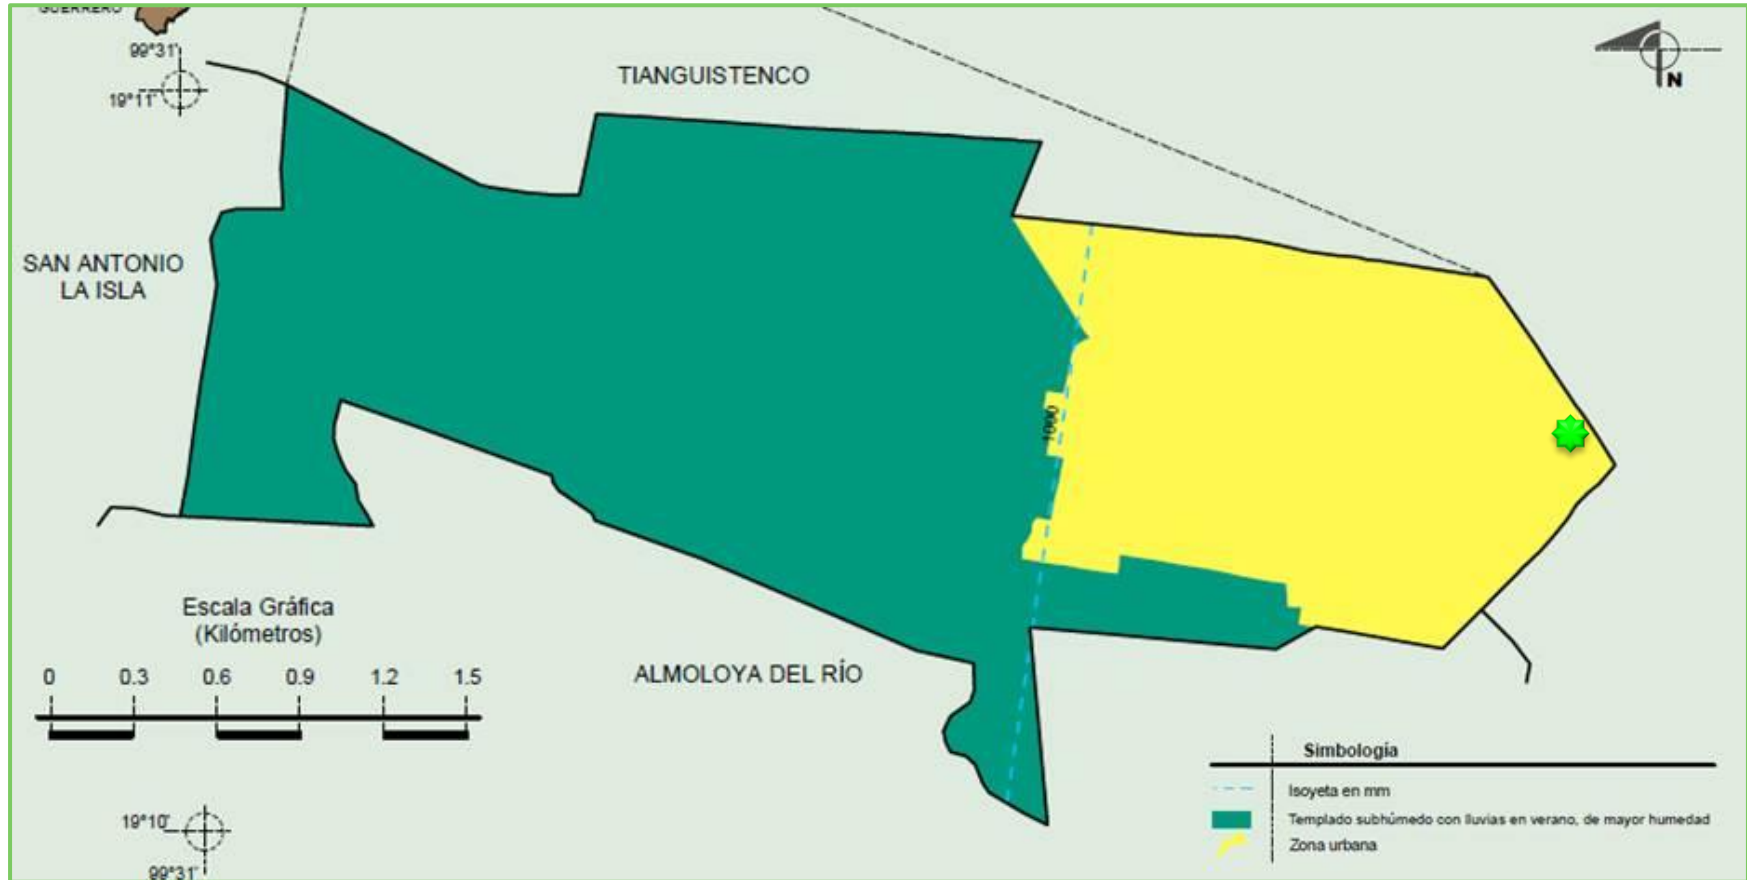 GUERRERO
99°31'
19°11'
TIANGUISTENCO
N
SAN ANTONIO
LA ISLA
1000
Escala Gráfica
(Kilómetros)
0 0.3 0.6 0.9 1.2 1.5
ALMOLOYA DEL RÍO
19°10'
99°31'
Simbología
Isoyeta en mm
Templado subhúmedo con lluvias en verano, de mayor humedad
Zona urbana